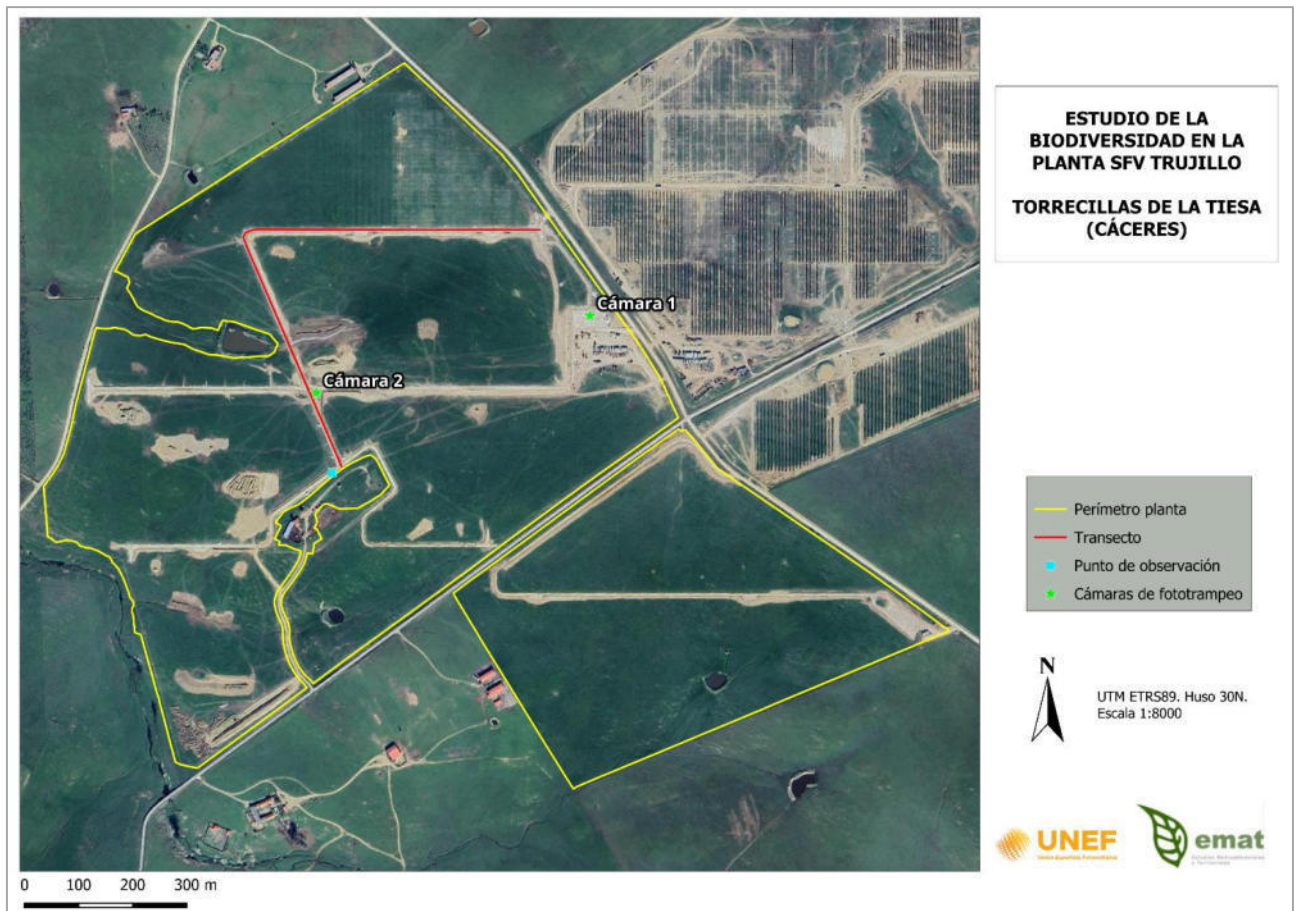 ESTUDIO DE LA
BIODIVERSIDAD EN LA
PLANTA SFV TRUJILLO
TORRECILLAS DE LA TIESA
(CÁCERES)
Cámara 1
Cámara 2
Perímetro planta
Transecto
Punto de observación
Cámaras de fototrampeo
N
UTM ETRS89. Huso 30N.
Escala 1:8000
UNEF
emat
0 100 200 300 m